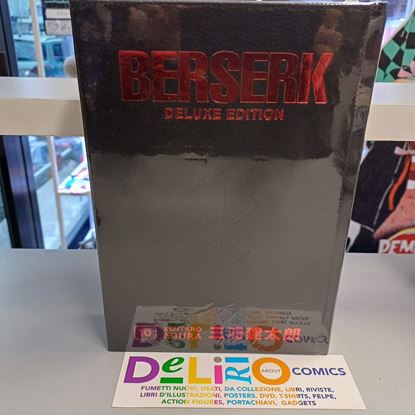 BERSERK
DELUXE EDITION
KENTARO
MIURA 三浦建太郎
DeLiRiO ABOUT COMICS
FUMETTI NUOVI, USATI, DA COLLEZIONE, LIBRI, RIVISTE,
LIBRI D'ILLUSTRAZIONI, POSTERS, DVD, T-SHIRTS, FELPE,
ACTION FIGURES, PORTACHIAVI, GADGETS
DEM